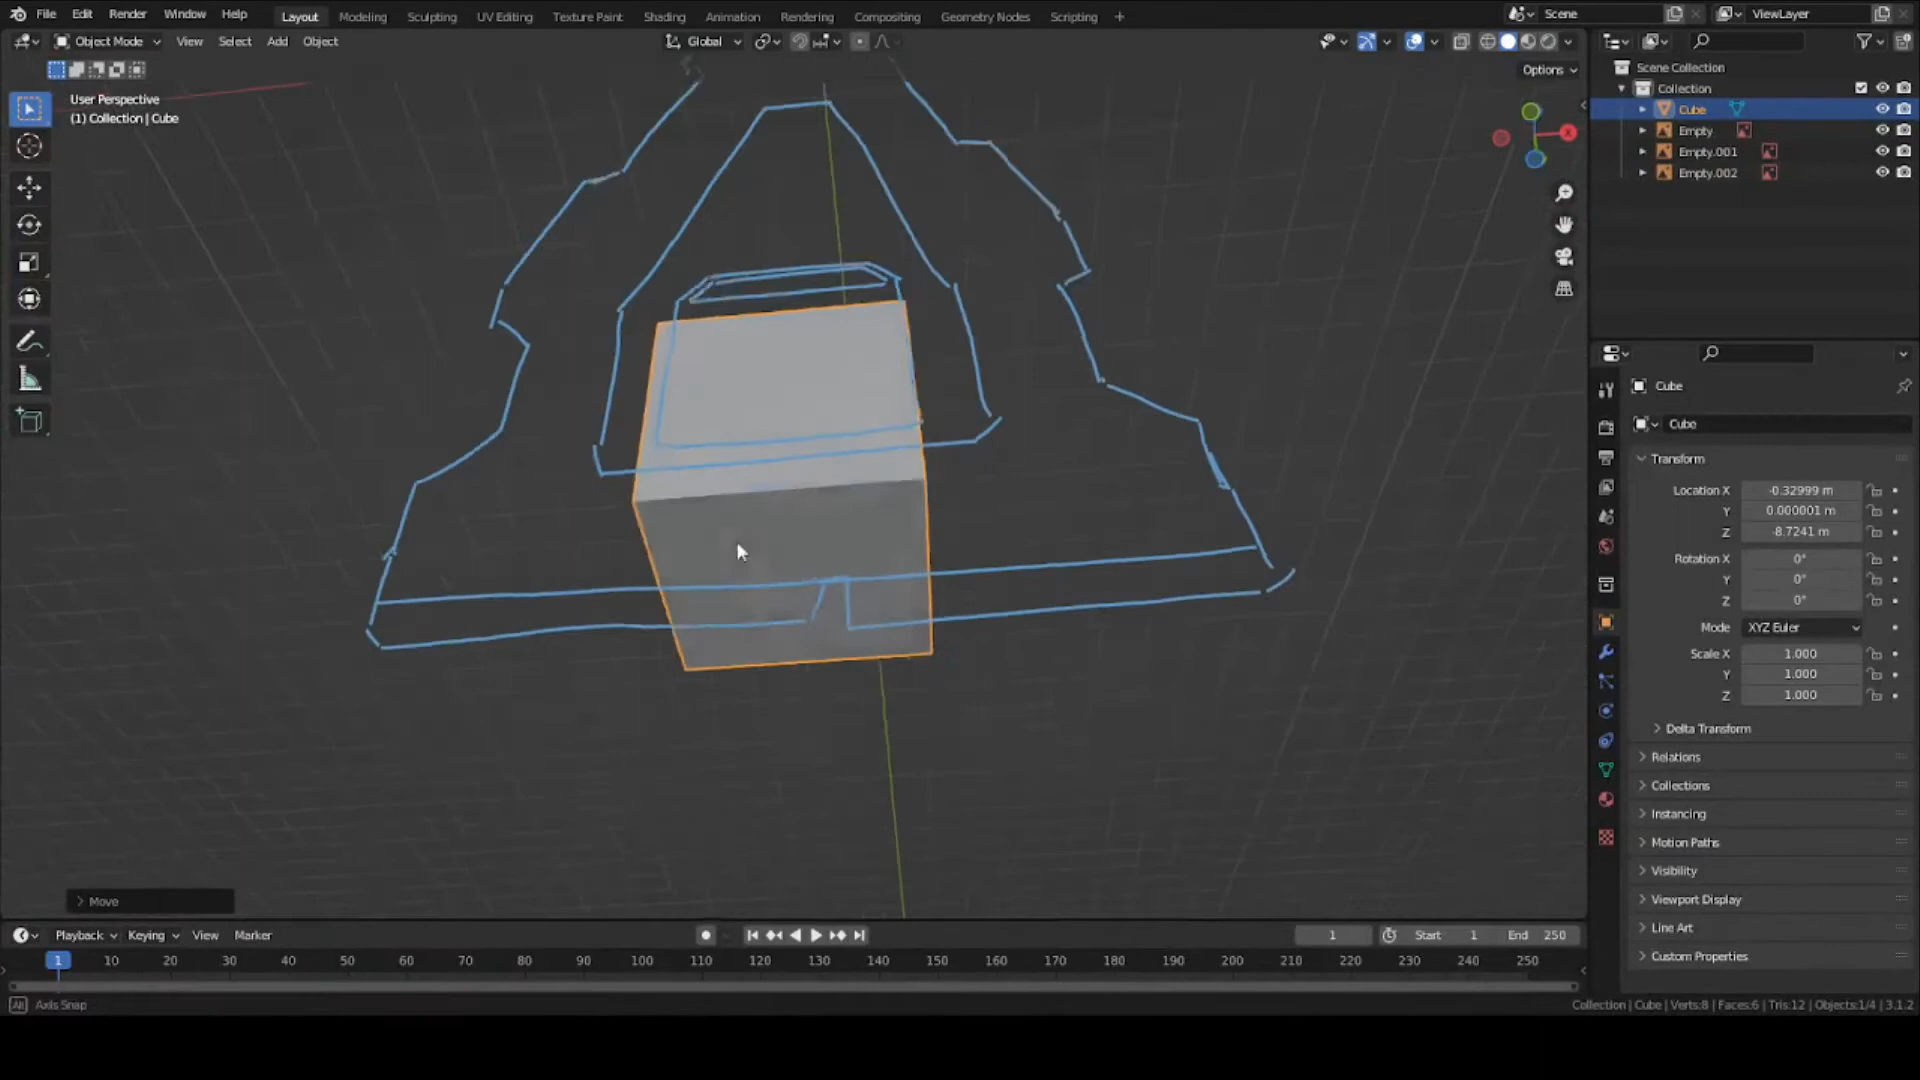 File Edit Render Window Help Layout Modeling Sculpting UV Editing Texture Paint Shading Animation Rendering Compositing Geometry Nodes Scripting + Scene ViewLayer
Object Mode View Select Add Object Global
Options
User Perspective
(1) Collection | Cube
Scene Collection
Collection
Cube
Empty
Empty.001
Empty.002
X
Cube
Cube
Transform
Location X -0.32999 m
Y 0.000001 m
Z -8.7241 m
Rotation X 0°
Y 0°
Z 0°
Mode XYZ Euler
Scale X 1.000
Y 1.000
Z 1.000
Delta Transform
Relations
Collections
Instancing
Motion Paths
Visibility
Viewport Display
Line Art
Custom Properties
Move
Playback Keying View Marker 1 Start 1 End 250
1 10 20 30 40 50 60 70 80 90 100 110 120 130 140 150 160 170 180 190 200 210 220 230 240 250
Alt Axis Snap
Collection | Cube | Verts:8 | Faces:6 | Tris:12 | Objects:1/4 | 3.1.2